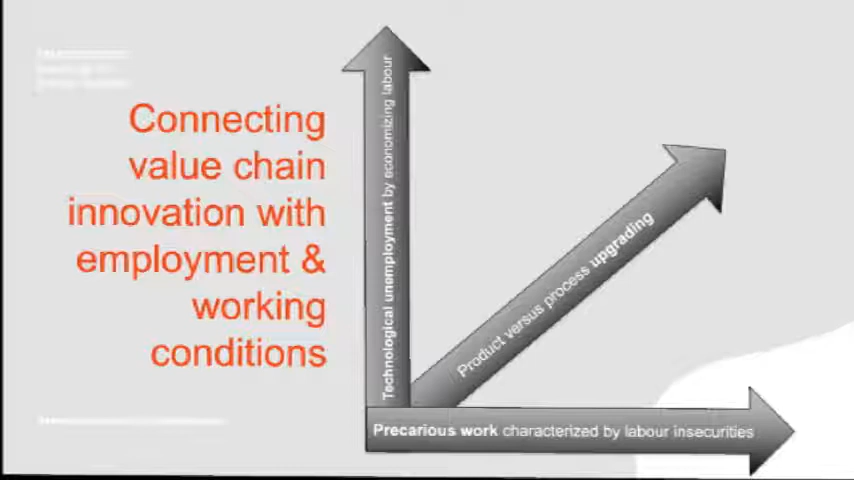 Connecting
value chain
innovation with
employment &
working
conditions
Technological unemployment by economizing labour
Product versus process upgrading
Precarious work characterized by labour insecurities